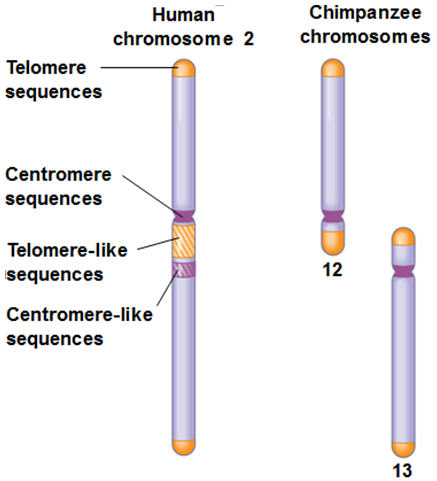 Human
chromosome 2
Chimpanzee
chromosomes
Telomere
sequences
Centromere
sequences
Telomere-like
sequences
Centromere-like
sequences
12
13